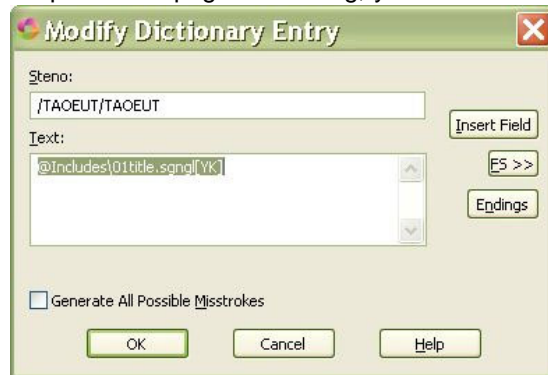 Modify Dictionary Entry
Steno:
/TAOEUT/TAOEUT
Text:
@Includes\01title.sgngl[YK]
Insert Field
F5 >>
Endings
Generate All Possible Misstrokes
OK
Cancel
Help